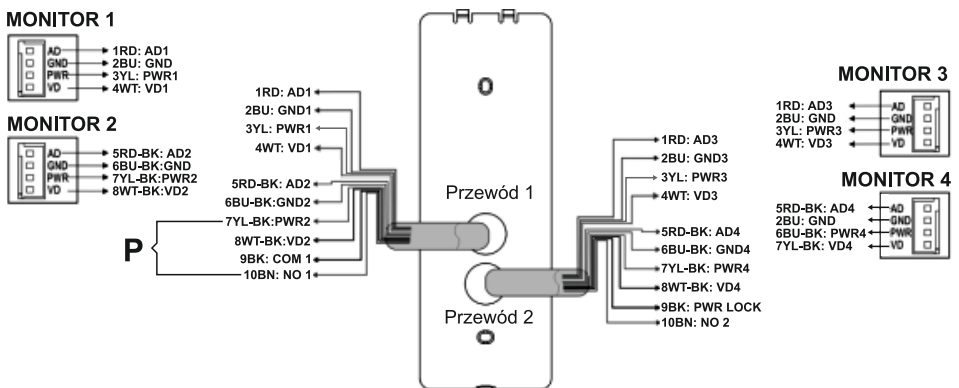 MONITOR 1
AD
GND
PWR
VD
1RD: AD1
2BU: GND
3YL: PWR1
4WT: VD1
MONITOR 2
AD
GND
PWR
VD
5RD-BK: AD2
6BU-BK:GND
7YL-BK:PWR2
8WT-BK:VD2
1RD: AD1
2BU: GND1
3YL: PWR1
4WT: VD1
5RD-BK: AD2
6BU-BK:GND2
7YL-BK:PWR2
8WT-BK:VD2
9BK: COM 1
10BN: NO 1
P
Przewód 1
Przewód 2
1RD: AD3
2BU: GND3
3YL: PWR3
4WT: VD3
5RD-BK: AD4
6BU-BK: GND4
7YL-BK: PWR4
8WT-BK: VD4
9BK: PWR LOCK
10BN: NO 2
MONITOR 3
1RD: AD3
2BU: GND
3YL: PWR3
4WT: VD3
AD
GND
PWR
VD
MONITOR 4
5RD-BK: AD4
2BU: GND
6BU-BK: PWR4
7YL-BK: VD4
AD
GND
PWR
VD